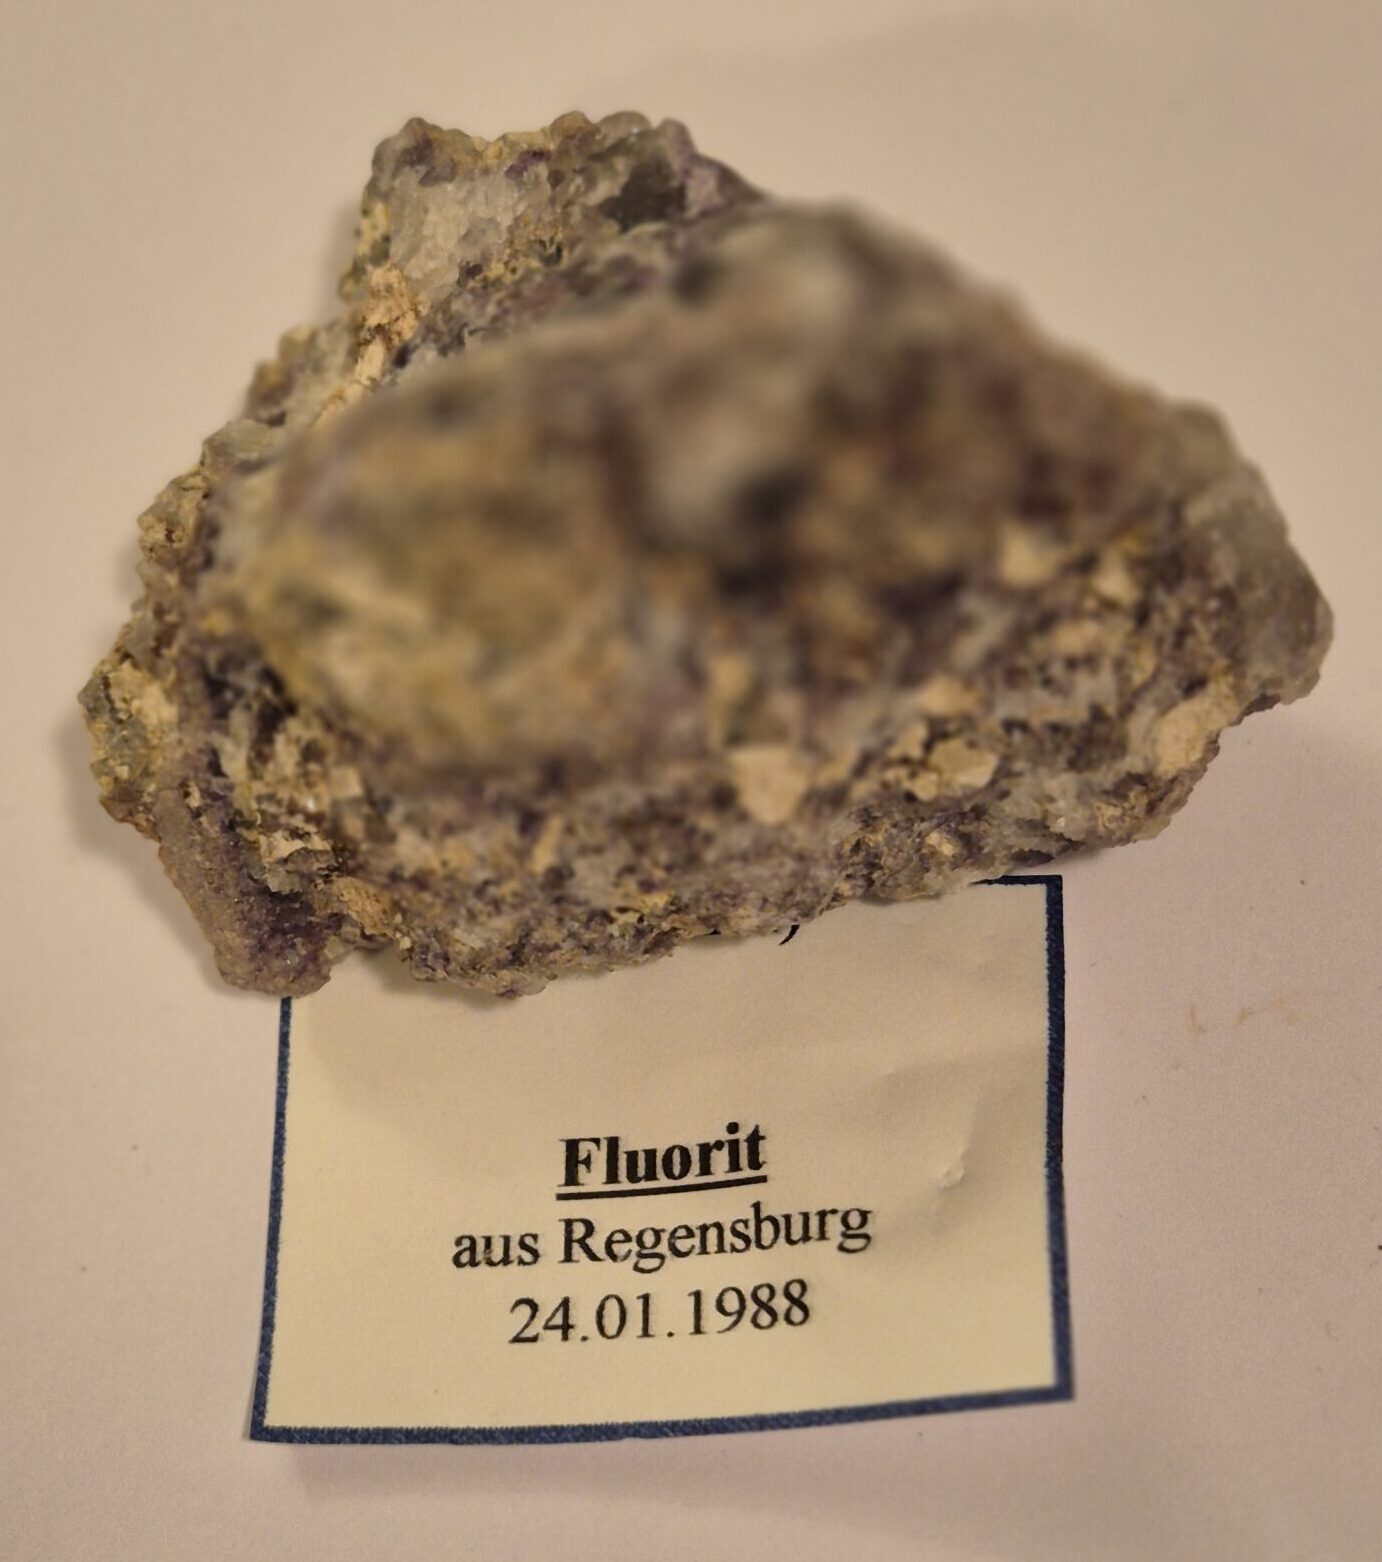 Fluorit
aus Regensburg
24.01.1988